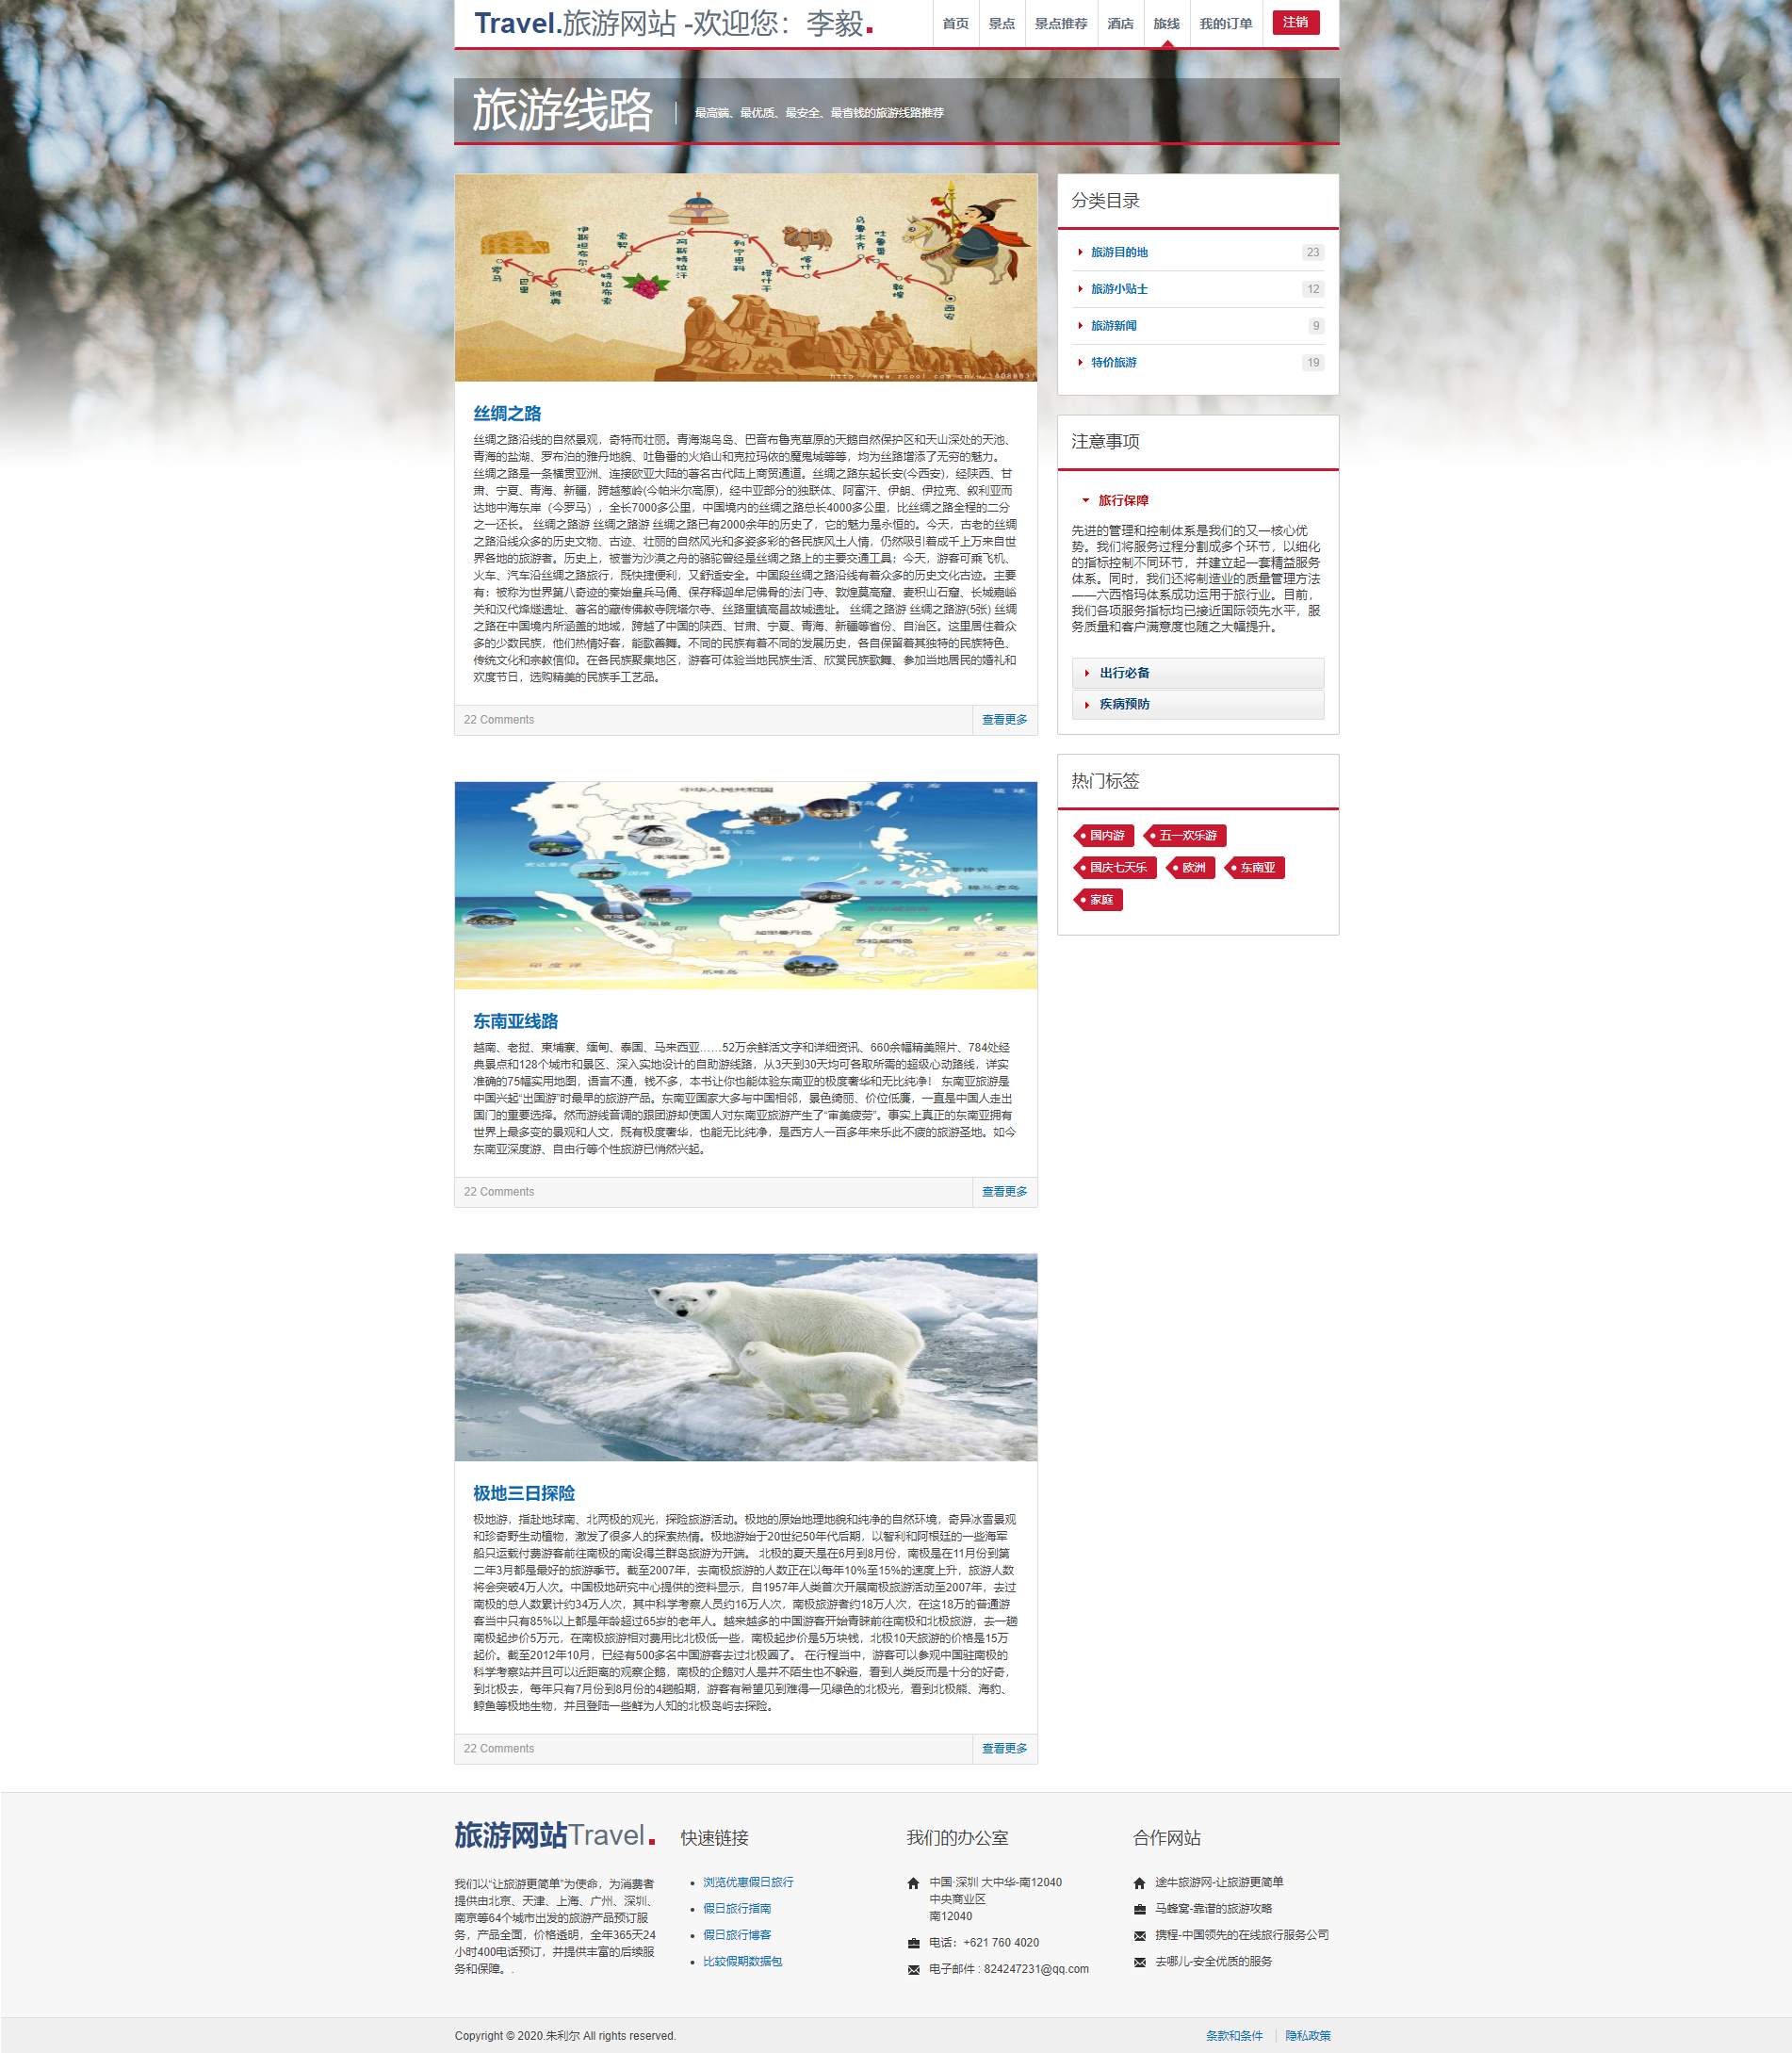 Travel.旅游网站 -欢迎您：李毅.
首页 景点 景点推荐 酒店 旅线 我的订单 注销
旅游线路
最高端、最优质、最安全、最省钱的旅游线路推荐
罗马
巴里
雅典
伊斯坦布尔
特拉布宗
索契
阿斯特拉汗
列宁恩科
塔什干
喀什
乌鲁木齐
吐鲁番
敦煌
西安
丝绸之路
丝绸之路沿线的自然景观，奇特而壮丽。青海湖鸟岛、巴音布鲁克草原的天鹅自然保护区和天山深处的天池、
青海的盐湖、罗布泊的雅丹地貌、吐鲁番的火焰山和克拉玛依的魔鬼城等等，均为丝路增添了无穷的魅力。
丝绸之路是一条横贯亚洲、连接欧亚大陆的著名古代陆上商贸通道。丝绸之路东起长安(今西安)，经陕西、甘
肃、宁夏、青海、新疆，跨越葱岭(今帕米尔高原)，经中亚部分的独联体、阿富汗、伊朗、伊拉克、叙利亚而
达地中海东岸（今罗马），全长7000多公里，中国境内的丝绸之路总长4000多公里，比丝绸之路全程的二分
之一还长。 丝绸之路游 丝绸之路游 丝绸之路已有2000余年的历史了，它的魅力是永恒的。今天，古老的丝绸
之路沿线众多的历史文物、古迹、壮丽的自然风光和多姿多彩的各民族风土人情，仍然吸引着成千上万来自世
界各地的旅游者。历史上，被誉为沙漠之舟的骆驼曾经是丝绸之路上的主要交通工具；今天，游客可乘飞机、
火车、汽车沿丝绸之路旅行，既快捷便利，又舒适安全。中国段丝绸之路沿线有着众多的历史文化古迹。主要
有：被称为世界第八奇迹的秦始皇兵马俑、保存释迦牟尼佛骨的法门寺、敦煌莫高窟、麦积山石窟、长城嘉峪
关和汉代烽燧遗址、著名的藏传佛教寺院塔尔寺、丝路重镇高昌故城遗址。 丝绸之路游 丝绸之路游(5张) 丝绸
之路在中国境内所涵盖的地域，跨越了中国的陕西、甘肃、宁夏、青海、新疆等省份、自治区。这里居住着众
多的少数民族，他们热情好客，能歌善舞。不同的民族有着不同的发展历史，各自保留着其独特的民族特色、
传统文化和宗教信仰。在各民族聚集地区，游客可体验当地民族生活、欣赏民族歌舞、参加当地居民的婚礼和
欢度节日，选购精美的民族手工艺品。
22 Comments 查看更多
中华人民共和国
东南亚线路
越南、老挝、柬埔寨、缅甸、泰国、马来西亚……52万余鲜活文字和详细资讯、660余幅精美照片、784处经
典景点和128个城市和景区、深入实地设计的自助游线路，从3天到30天均可各取所需的超级心动路线，详实
准确的75幅实用地图，语言不通，钱不多，本书让你也能体验东南亚的极度奢华和无比纯净！ 东南亚旅游是
中国兴起“出国游”时最早的旅游产品。东南亚国家大多与中国相邻，景色绮丽、价位低廉，一直是中国人走出
国门的重要选择。然而游线音调的跟团游却使国人对东南亚旅游产生了“审美疲劳”。事实上真正的东南亚拥有
世界上最多变的景观和人文，既有极度奢华，也能无比纯净，是西方人一百多年来乐此不疲的旅游圣地。如今
东南亚深度游、自由行等个性旅游已悄然兴起。
22 Comments 查看更多
极地三日探险
极地游，指赴地球南、北两极的观光，探险旅游活动。极地的原始地理地貌和纯净的自然环境，奇异冰雪景观
和珍奇野生动植物，激发了很多人的探索热情。极地游始于20世纪50年代后期，以智利和阿根廷的一些海军
船只运载付费游客前往南极的南设得兰群岛旅游为开端。 北极的夏天是在6月到8月份，南极是在11月份到第
二年3月都是最好的旅游季节。截至2007年，去南极旅游的人数正在以每年10%至15%的速度上升，旅游人数
将会突破4万人次。中国极地研究中心提供的资料显示，自1957年人类首次开展南极旅游活动至2007年，去过
南极的总人数累计约34万人次，其中科学考察人员约16万人次，南极旅游者约18万人次，在这18万的普通游
客当中只有85%以上都是年龄超过65岁的老年人。越来越多的中国游客开始青睐前往南极和北极旅游，去一趟
南极起步价5万元，在南极旅游相对费用比北极低一些，南极起步价是5万块钱，北极10天旅游的价格是15万
起价。截至2012年10月，已经有500多名中国游客去过北极圈了。 在行程当中，游客可以参观中国驻南极的
科学考察站并且可以近距离的观察企鹅，南极的企鹅对人是并不陌生也不躲避，看到人类反而是十分的好奇，
到北极去，每年只有7月份到8月份的4趟船期，游客有希望见到难得一见绿色的北极光，看到北极熊、海豹、
鲸鱼等极地生物，并且登陆一些鲜为人知的北极岛屿去探险。
22 Comments 查看更多
分类目录
旅游目的地 23
旅游小贴士 12
旅游新闻 9
特价旅游 19
注意事项
旅行保障
先进的管理和控制体系是我们的又一核心优
势。我们将服务过程分割成多个环节，以细化
的指标控制不同环节，并建立起一套精益服务
体系。同时，我们还将制造业的质量管理方法
——六西格玛体系成功运用于旅行业。目前，
我们各项服务指标均已接近国际领先水平，服
务质量和客户满意度也随之大幅提升。
出行必备
疾病预防
热门标签
国内游 五一欢乐游
国庆七天乐 欧洲 东南亚
家庭
旅游网站Travel.
我们以“让旅游更简单”为使命，为消费者
提供由北京、天津、上海、广州、深圳、
南京等64个城市出发的旅游产品预订服
务，产品全面，价格透明，全年365天24
小时400电话预订，并提供丰富的后续服
务和保障。.
快速链接
浏览优惠假日旅行
假日旅行指南
假日旅行博客
比较假期数据包
我们的办公室
中国·深圳 大中华-南12040
中央商业区
南12040
电话：+621 760 4020
电子邮件 : 824247231@qq.com
合作网站
途牛旅游网-让旅游更简单
马蜂窝-靠谱的旅游攻略
携程-中国领先的在线旅行服务公司
去哪儿-安全优质的服务
Copyright © 2020.朱利尔 All rights reserved.
条款和条件 隐私政策